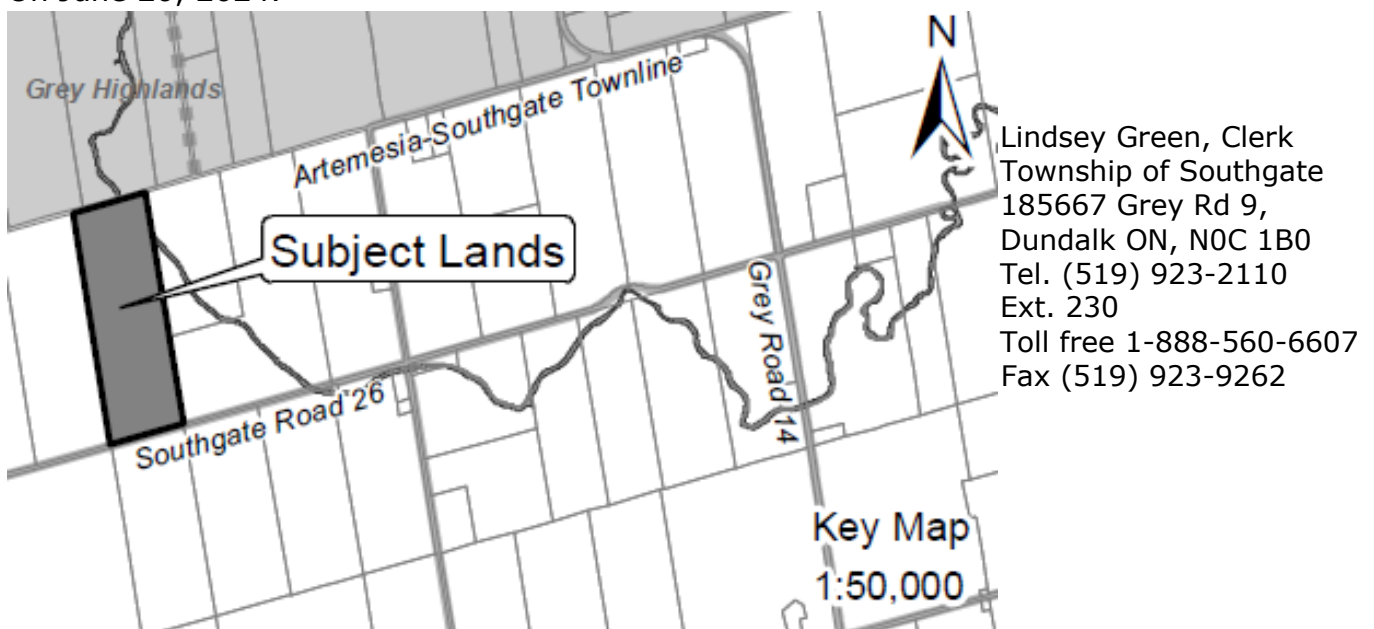 N
Grey Highlands
Artemesia-Southgate Townline
Subject Lands
Grey Road 14
Southgate Road 26
Key Map
1:50,000
Lindsey Green, Clerk
Township of Southgate
185667 Grey Rd 9,
Dundalk ON, N0C 1B0
Tel. (519) 923-2110
Ext. 230
Toll free 1-888-560-6607
Fax (519) 923-9262